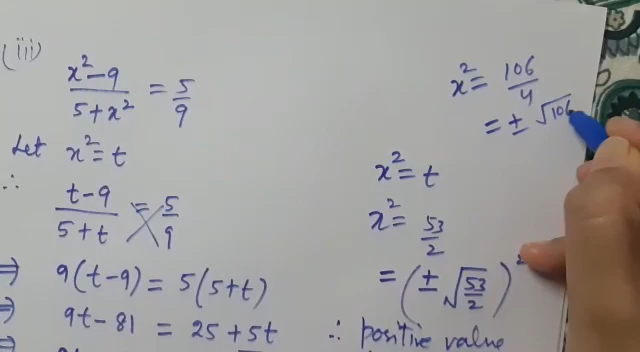 (iii)
x²-9 / 5+x² = 5/9
Let x²=t
∴ t-9 / 5+t = 5/9
⇒ 9(t-9) = 5(5+t)
⇒ 9t-81 = 25+5t
⇒
x² = 106/4
= ± √106
x² = t
x² = 53/2
= (± √53/2)²
∴ positive value